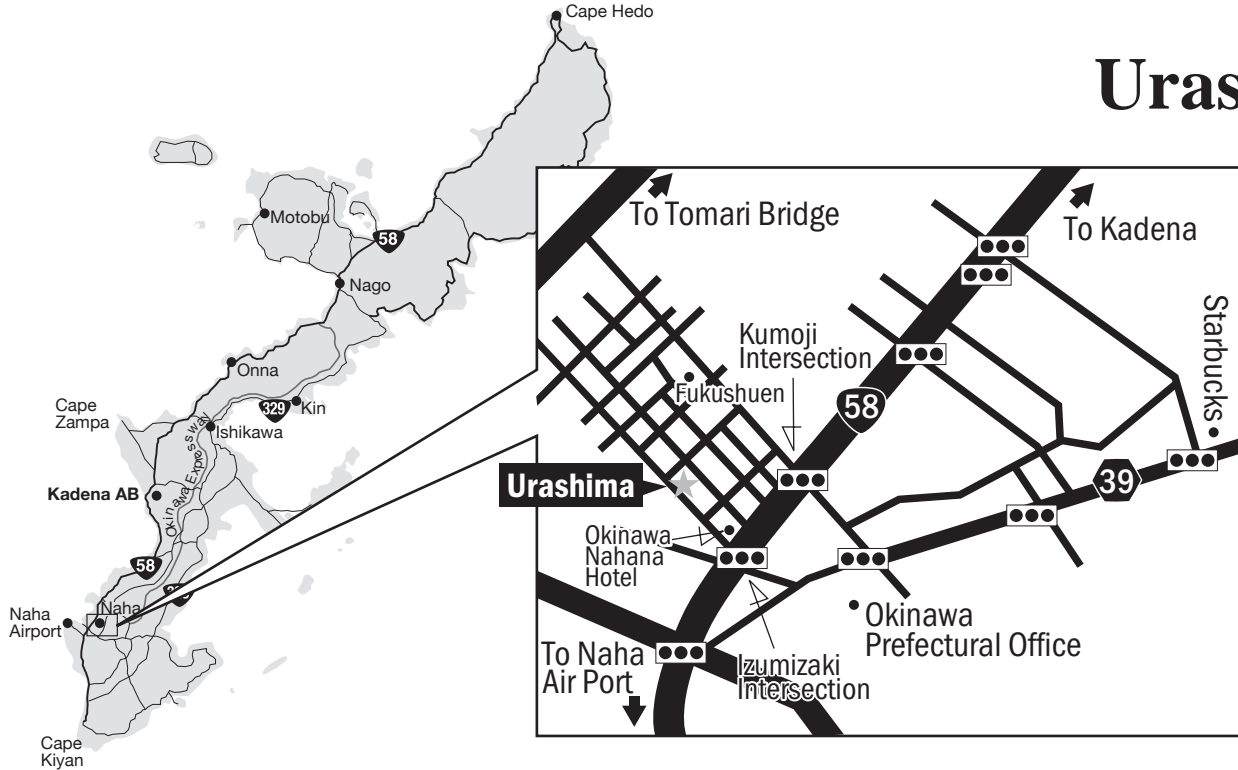 Cape Hedo
Uras
Motobu
58
Nago
Onna
Cape
Zampa
329
Kin
Ishikawa
Okinawa Expressway
Kadena AB
58
Naha
Naha
Airport
Cape
Kiyan
To Tomari Bridge
To Kadena
Starbucks
Kumoji
Intersection
Fukushuen
58
Urashima
39
Okinawa
Nahana
Hotel
Okinawa
Prefectural Office
To Naha
Air Port
Izumizaki
Intersection